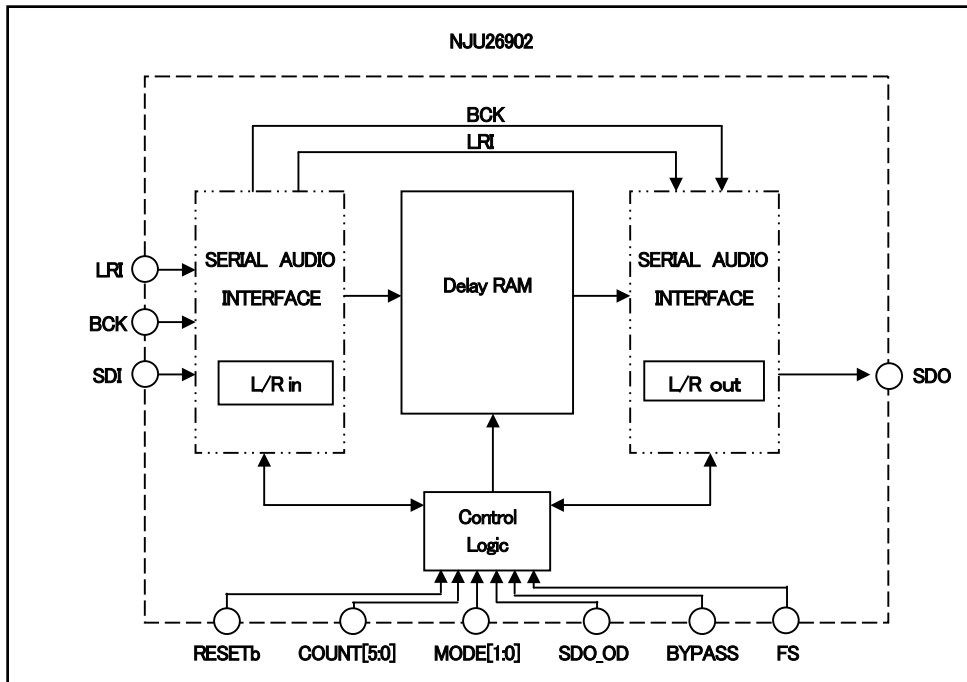 NJU26902
BCK
LRI
SERIAL AUDIO
INTERFACE
L/R in
Delay RAM
SERIAL AUDIO
INTERFACE
L/R out
LRI
BCK
SDI
SDO
Control
Logic
RESETb
COUNT[5:0]
MODE[1:0]
SDO_OD
BYPASS
FS